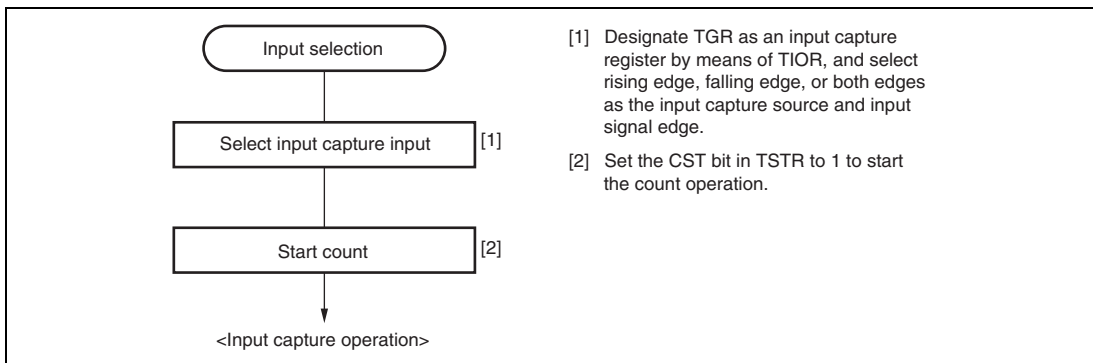 Input selection
Select input capture input
[1]
Start count
[2]
<Input capture operation>
[1] Designate TGR as an input capture
register by means of TIOR, and select
rising edge, falling edge, or both edges
as the input capture source and input
signal edge.
[2] Set the CST bit in TSTR to 1 to start
the count operation.